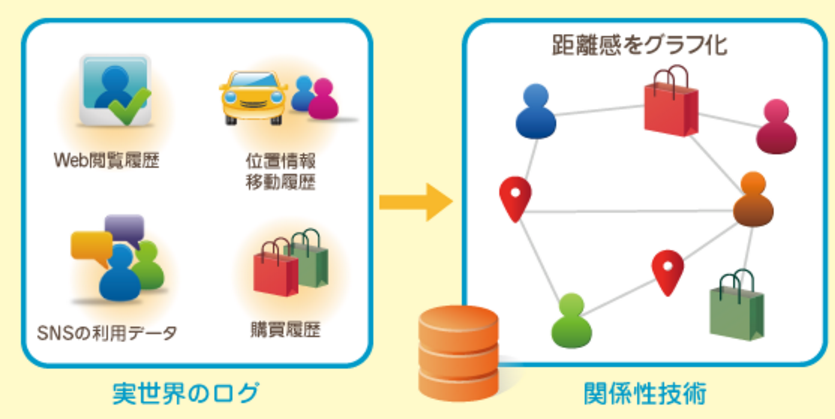 Web閲覧履歴
位置情報
移動履歴
SNSの利用データ
購買履歴
実世界のログ
距離感をグラフ化
関係性技術